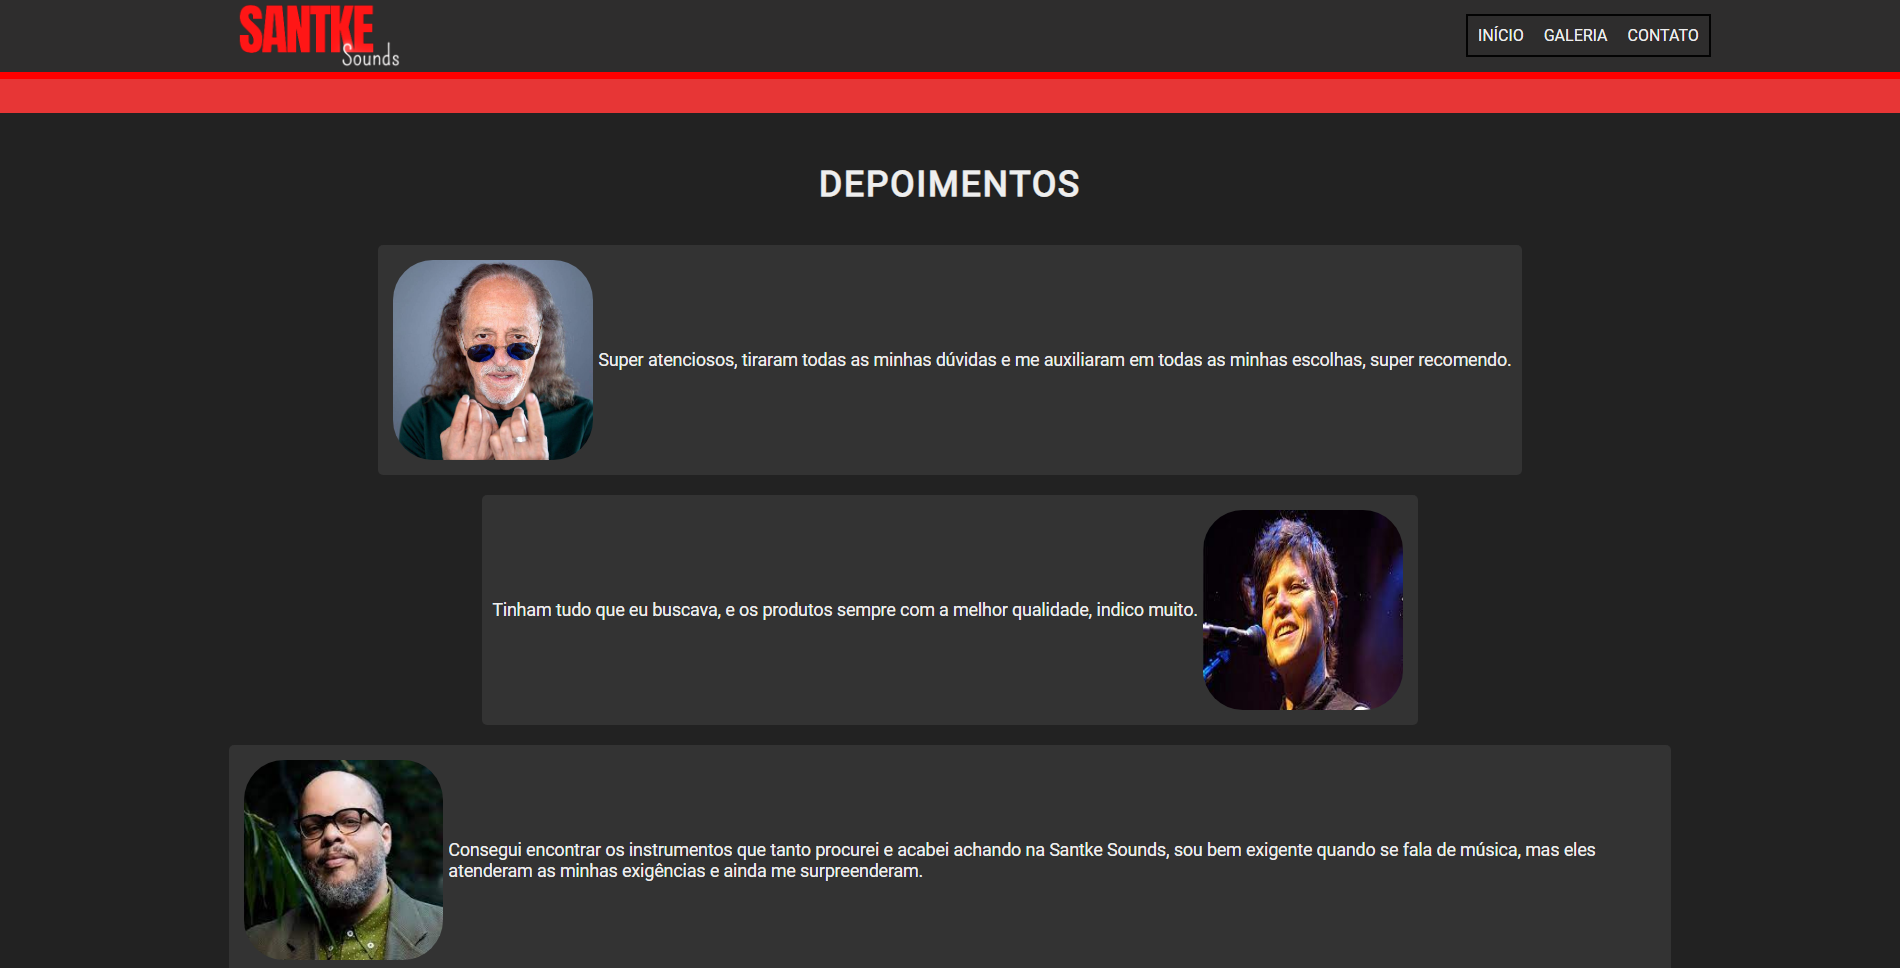 SANTKE
Sounds
INÍCIO GALERIA CONTATO
DEPOIMENTOS
Super atenciosos, tiraram todas as minhas dúvidas e me auxiliaram em todas as minhas escolhas, super recomendo.
Tinham tudo que eu buscava, e os produtos sempre com a melhor qualidade, indico muito.
Consegui encontrar os instrumentos que tanto procurei e acabei achando na Santke Sounds, sou bem exigente quando se fala de música, mas eles
atenderam as minhas exigências e ainda me surpreenderam.